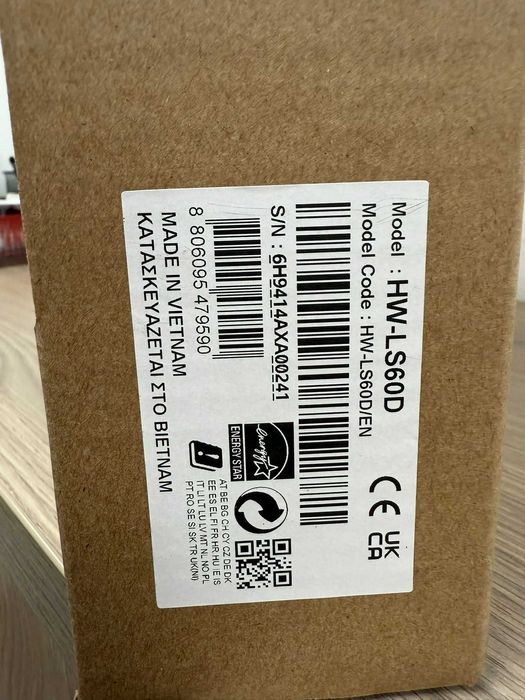 Model : HW-LS60D
Model Code : HW-LS60D/EN
CE UK
CA
S/N : 6H9414AXA00241
8 806095 479590
energy
ENERGY STAR
MADE IN VIETNAM
ΚΑΤΑΣΚΕΥΑΖΕΤΑΙ ΣΤΟ ΒΙΕΤΝΑΜ
AT BE BG CH CY CZ DE DK
EE ES EL FI FR HR HU IE IS
IT LI LT LU LV MT NL NO PL
PT RO SE SI SK TR UK(NI)